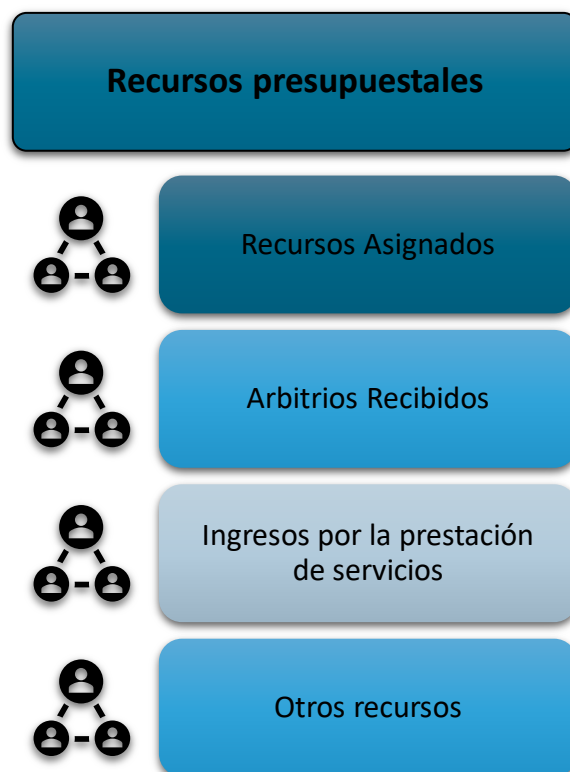 Recursos presupuestales
Recursos Asignados
Arbitrios Recibidos
Ingresos por la prestación
de servicios
Otros recursos